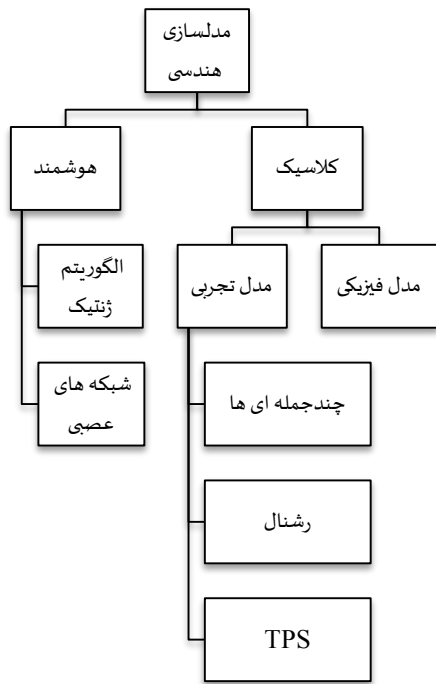 مدلسازی
هندسی
کلاسیک
هوشمند
مدل فیزیکی
مدل تجربی
الگوریتم
ژنتیک
شبکه های
عصبی
چندجمله ای ها
رشنال
TPS